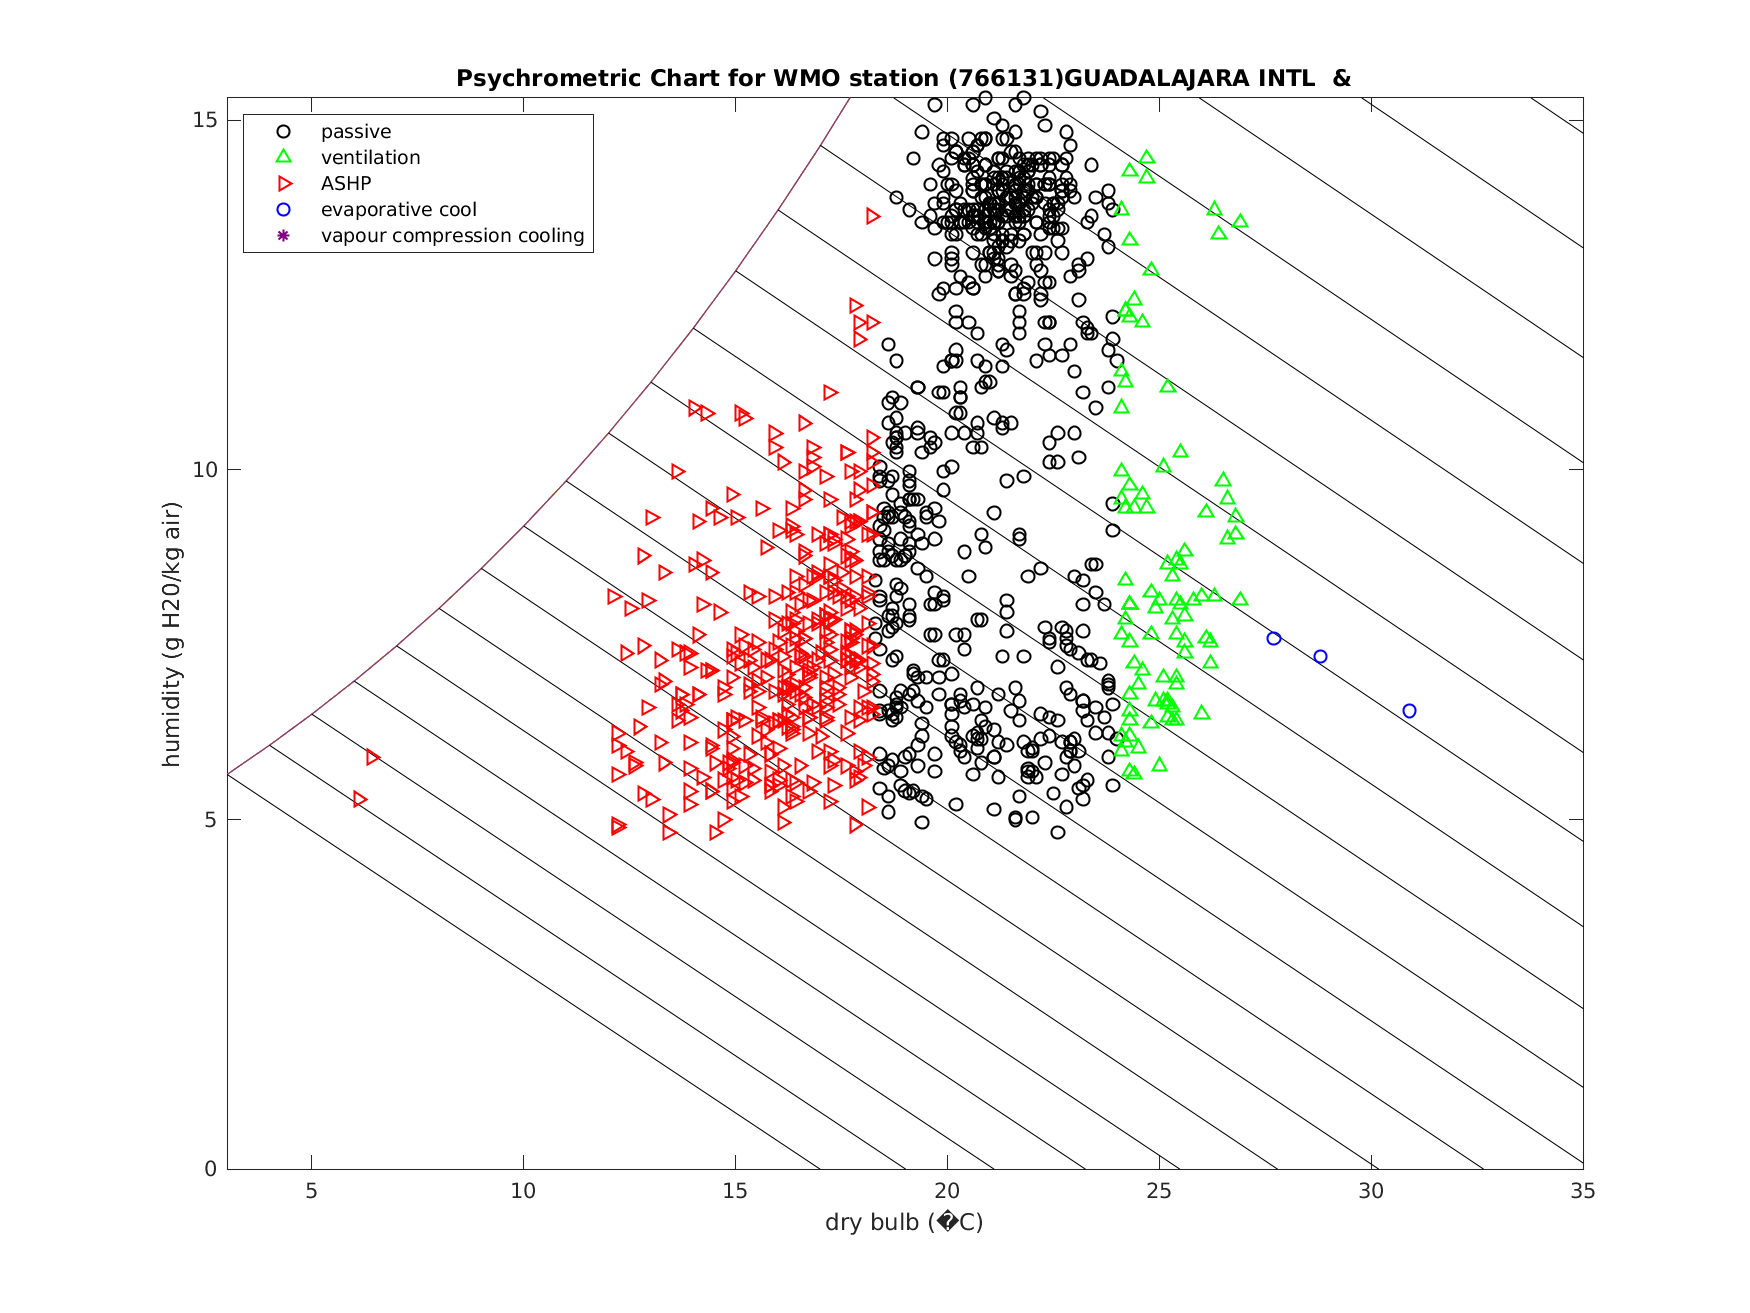 Psychrometric Chart for WMO station (766131)GUADALAJARA INTL  &
passive
ventilation
ASHP
evaporative cool
vapour compression cooling
humidity (g H20/kg air)
15
10
5
0
5 10 15 20 25 30 35
dry bulb (�C)